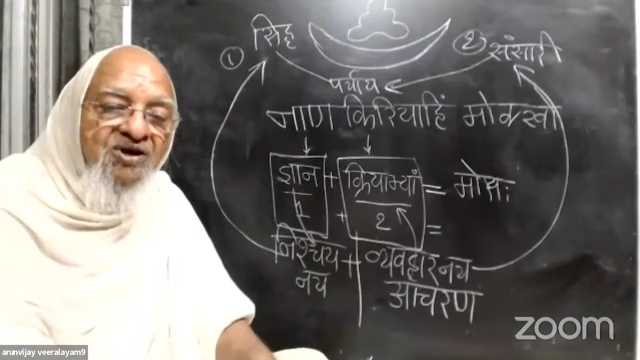 ① सिद्ध ② संसारी
पर्याय
नाण किरियाहिं मोक्खो
ज्ञान + क्रियाभ्यां = मोक्षः
1 + 2 =
निश्चय + व्यवहारनय
नय आचरण
zoom
arunvijay veeralayam9